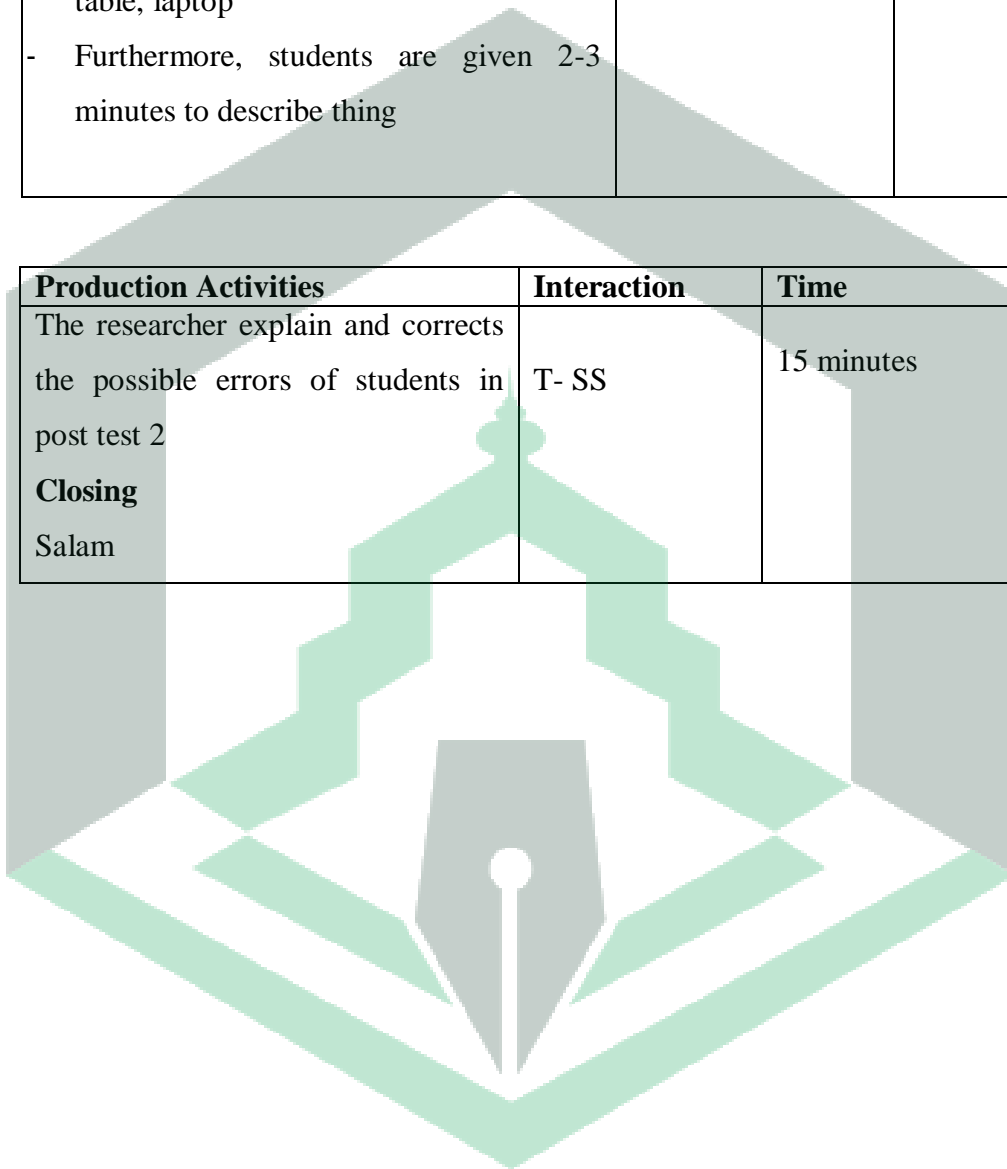 table, laptop
- Furthermore, students are given 2-3
minutes to describe thing
Production Activities Interaction Time
The researcher explain and corrects
the possible errors of students in T- SS 15 minutes
post test 2
Closing
Salam